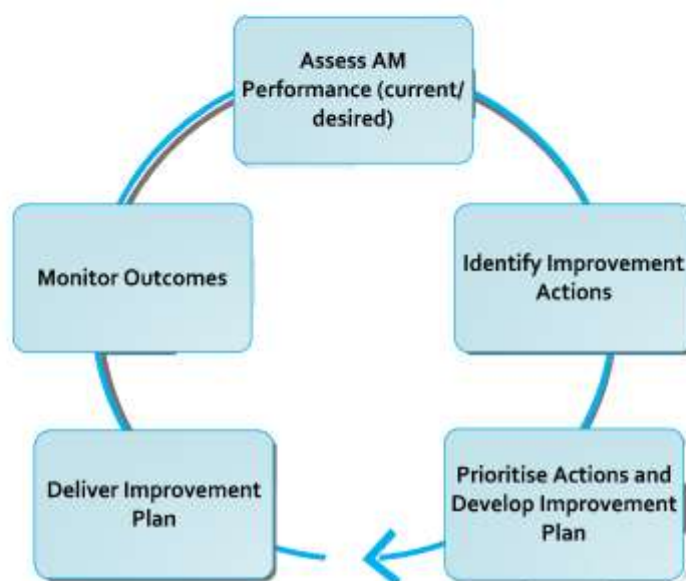 Assess AM
Performance (current/
desired)
Identify Improvement
Actions
Prioritise Actions and
Develop Improvement
Plan
Deliver Improvement
Plan
Monitor Outcomes